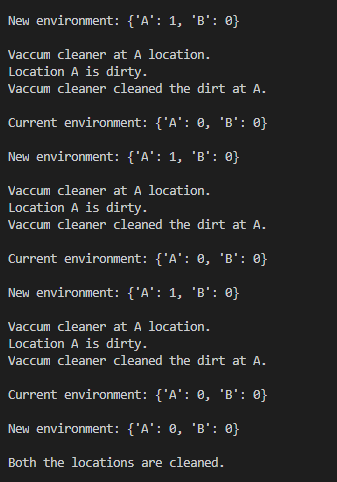 New environment: {'A': 1, 'B': 0}
Vaccum cleaner at A location.
Location A is dirty.
Vaccum cleaner cleaned the dirt at A.
Current environment: {'A': 0, 'B': 0}
New environment: {'A': 1, 'B': 0}
Vaccum cleaner at A location.
Location A is dirty.
Vaccum cleaner cleaned the dirt at A.
Current environment: {'A': 0, 'B': 0}
New environment: {'A': 1, 'B': 0}
Vaccum cleaner at A location.
Location A is dirty.
Vaccum cleaner cleaned the dirt at A.
Current environment: {'A': 0, 'B': 0}
New environment: {'A': 0, 'B': 0}
Both the locations are cleaned.